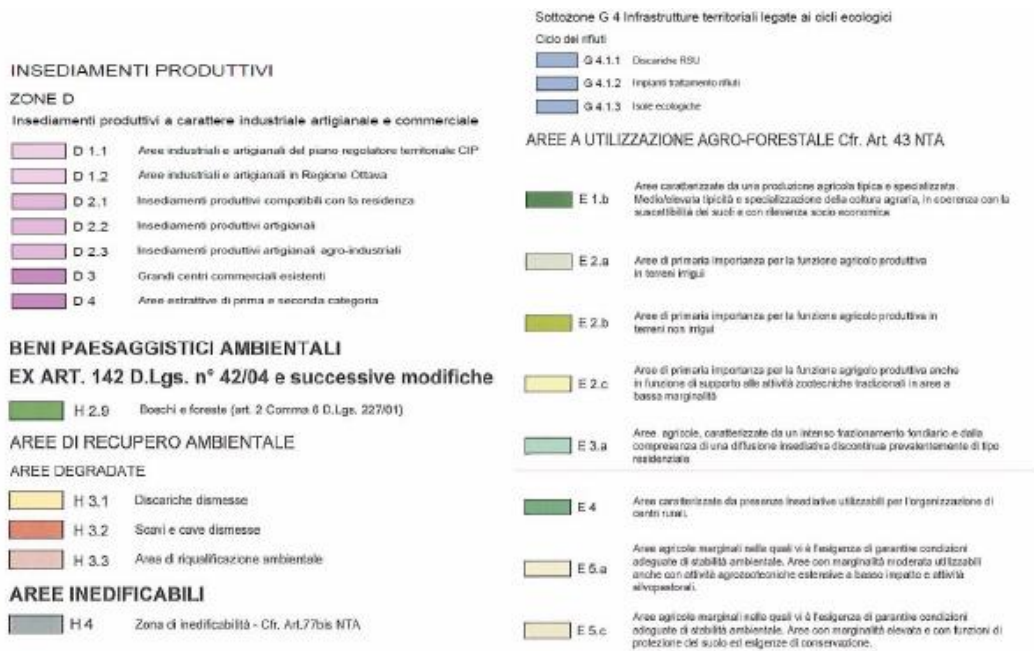 INSEDIAMENTI PRODUTTIVI
ZONE D
Insediamenti produttivi a carattere industriale artigianale e commerciale
D 1.1 Aree industriali e artigianali del piano regolatore territoriale CIP
D 1.2 Aree industriali e artigianali in Regione Ottava
D 2.1 Insediamenti produttivi compatibili con la residenza
D 2.2 Insediamenti produttivi artigianali
D 2.3 Insediamenti produttivi artigianali agro-industriali
D 3 Grandi centri commerciali esistenti
D 4 Aree estrattive di prima e seconda categoria
BENI PAESAGGISTICI AMBIENTALI
EX ART. 142 D.Lgs. n° 42/04 e successive modifiche
H 2.9 Boschi e foreste (art. 2 Comma 6 D.Lgs. 227/01)
AREE DI RECUPERO AMBIENTALE
AREE DEGRADATE
H 3.1 Discariche dismesse
H 3.2 Scavi e cave dismesse
H 3.3 Area di riqualificazione ambientale
AREE INEDIFICABILI
H 4 Zona di inedificabilità - Cfr. Art.77bis NTA
Sottozone G 4 Infrastrutture territoriali legate ai cicli ecologici
Ciclo dei rifiuti
G 4.1.1 Discariche RSU
G 4.1.2 Impianti trattamento rifiuti
G 4.1.3 Isole ecologiche
AREE A UTILIZZAZIONE AGRO-FORESTALE Cfr. Art. 43 NTA
E 1.b Aree caratterizzate da una produzione agricola tipica e specializzata.
Medio/elevata tipicità e specializzazione della coltura agraria, in coerenza con la
suscettibilità dei suoli e con rilevanza socio economica
E 2.a Aree di primaria importanza per la funzione agricolo produttiva
in terreni irrigui
E 2.b Aree di primaria importanza per la funzione agricolo produttiva in
terreni non irrigui
E 2.c Aree di primaria importanza per la funzione agrigolo produttiva anche
in funzione di supporto alle attività zootecniche tradizionali in aree a
bassa marginalità
E 3.a Aree agricole, caratterizzate da un intenso frazionamento fondiario e dalla
compresenza di una diffusione insediativa discontinua prevalentemente di tipo
residenziale
E 4 Aree caratterizzate da presenze insediative utilizzabili per l'organizzazione di
centri rurali.
E 5.a Aree agricole marginali nelle quali vi è l'esigenza di garantire condizioni
adeguate di stabilità ambientale. Aree con marginalità moderata utilizzabili
anche con attività agrozootecniche estensive a basso impatto e attività
silvopastorali.
E 5.c Aree agricole marginali nelle quali vi è l'esigenza di garantire condizioni
adeguate di stabilità ambientale. Aree con marginalità elevata e con funzioni di
protezione del suolo ed esigenze di conservazione.